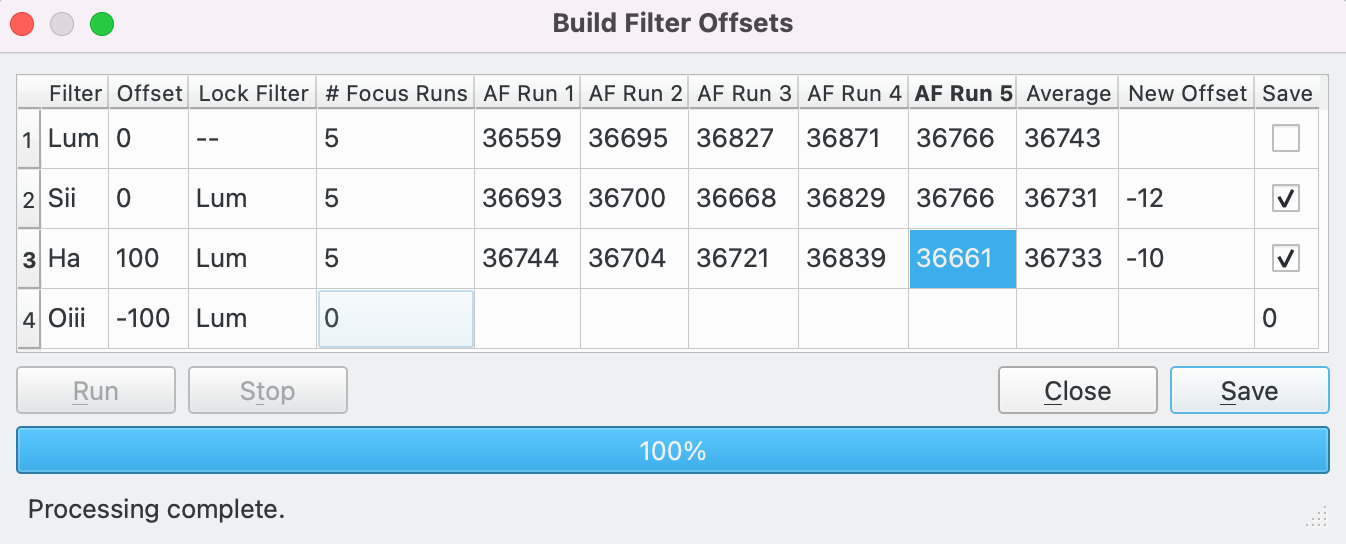 Build Filter Offsets
Filter Offset Lock Filter # Focus Runs AF Run 1 AF Run 2 AF Run 3 AF Run 4 AF Run 5 Average New Offset Save
1 Lum 0 -- 5 36559 36695 36827 36871 36766 36743
2 Sii 0 Lum 5 36693 36700 36668 36829 36766 36731 -12
3 Ha 100 Lum 5 36744 36704 36721 36839 36661 36733 -10
4 Oiii -100 Lum 0 0
Run Stop Close Save
100%
Processing complete.